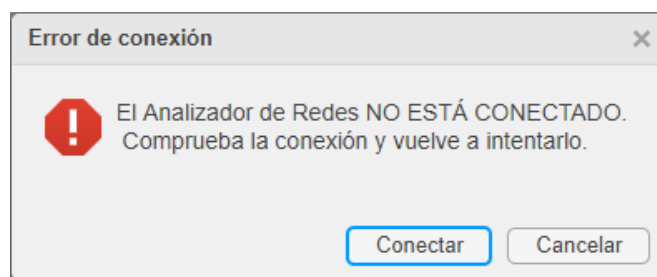 Error de conexión
El Analizador de Redes NO ESTÁ CONECTADO.
Comprueba la conexión y vuelve a intentarlo.
Conectar
Cancelar